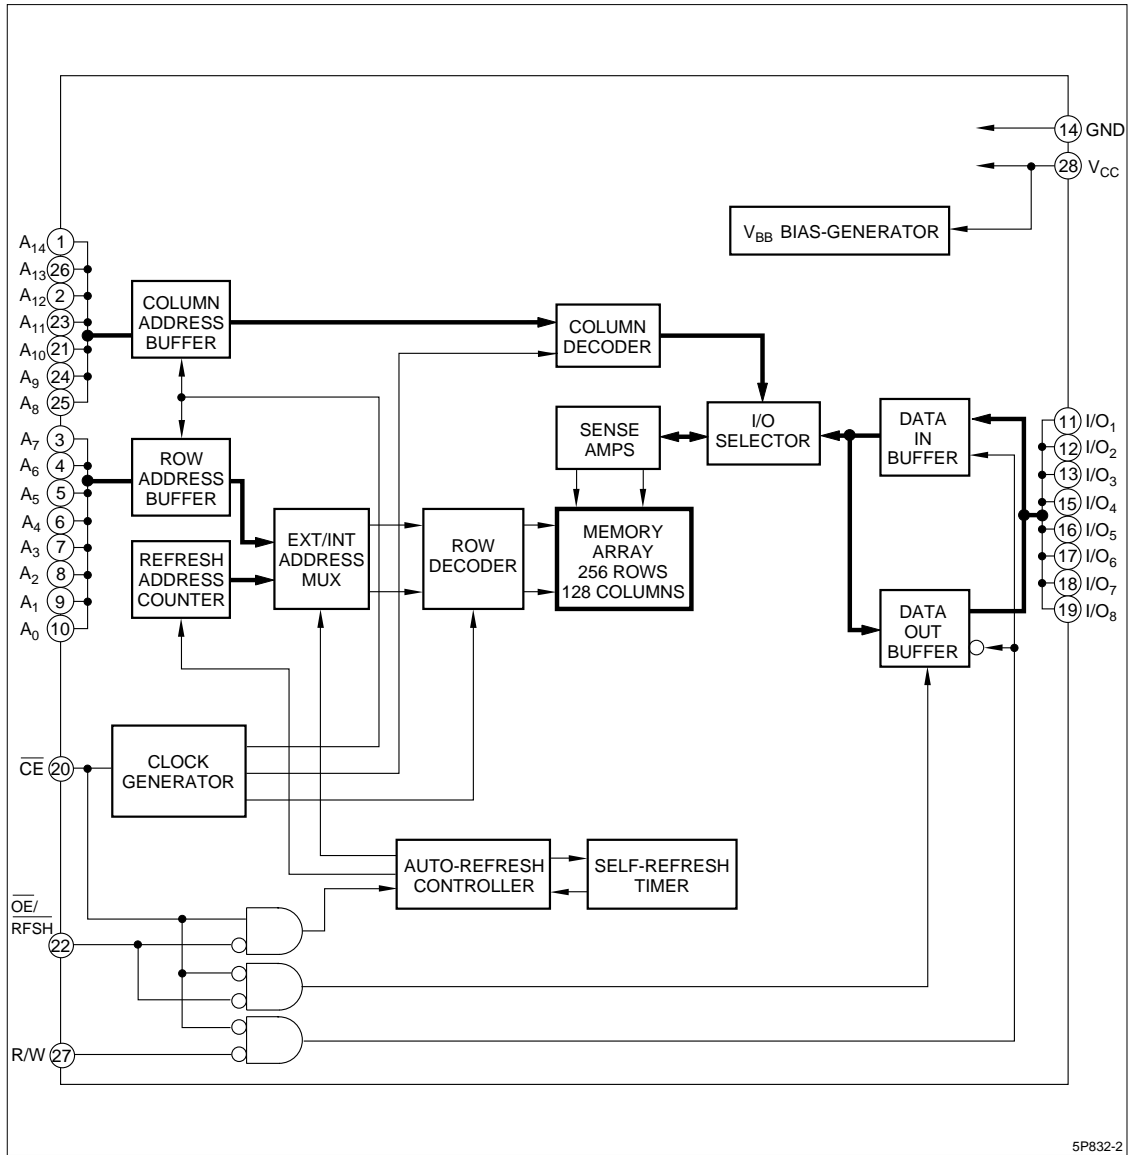 14 GND
28 VCC
VBB BIAS-GENERATOR
A14 1
A13 26
A12 2
A11 23
A10 21
A9 24
A8 25
A7 3
A6 4
A5 5
A4 6
A3 7
A2 8
A1 9
A0 10
COLUMN
ADDRESS
BUFFER
COLUMN
DECODER
ROW
ADDRESS
BUFFER
SENSE
AMPS
I/O
SELECTOR
DATA
IN
BUFFER
11 I/O1
12 I/O2
13 I/O3
15 I/O4
16 I/O5
17 I/O6
18 I/O7
19 I/O8
REFRESH
ADDRESS
COUNTER
EXT/INT
ADDRESS
MUX
ROW
DECODER
MEMORY
ARRAY
256 ROWS
128 COLUMNS
DATA
OUT
BUFFER
CE 20
CLOCK
GENERATOR
AUTO-REFRESH
CONTROLLER
SELF-REFRESH
TIMER
OE/
RFSH
22
R/W 27
5P832-2